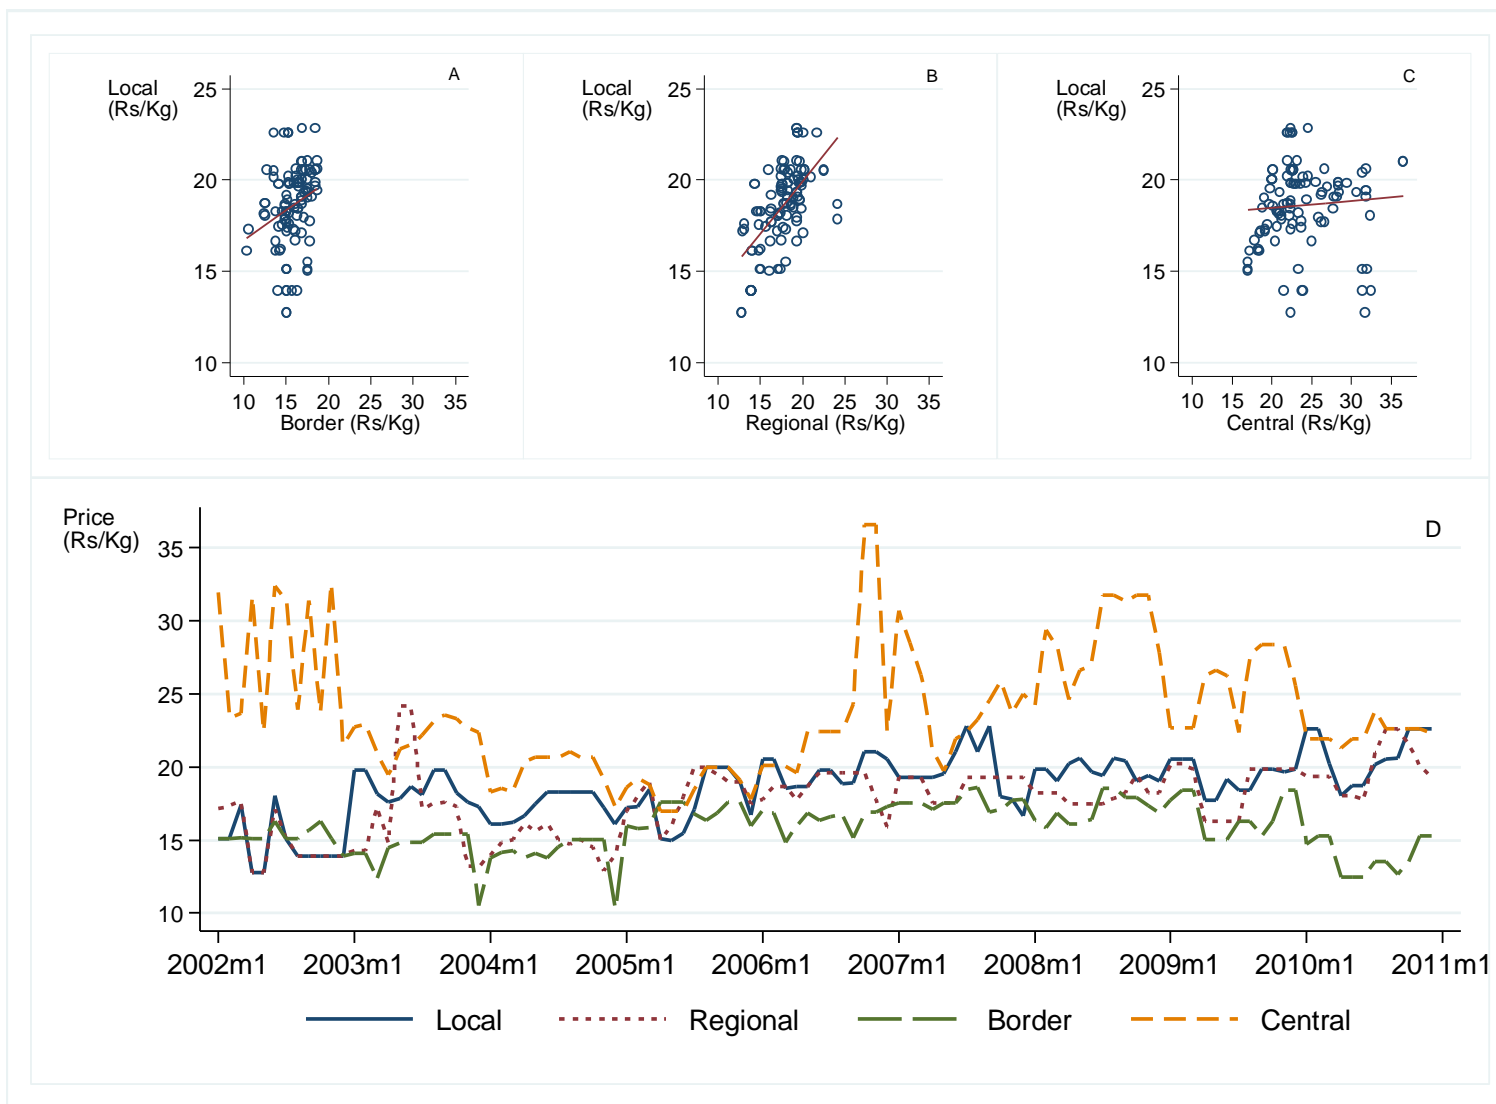 Local
(Rs/Kg)
A
25
20
15
10
10 15 20 25 30 35
Border (Rs/Kg)
Local
(Rs/Kg)
B
25
20
15
10
10 15 20 25 30 35
Regional (Rs/Kg)
Local
(Rs/Kg)
C
25
20
15
10
10 15 20 25 30 35
Central (Rs/Kg)
Price
(Rs/Kg)
D
35
30
25
20
15
10
2002m1 2003m1 2004m1 2005m1 2006m1 2007m1 2008m1 2009m1 2010m1 2011m1
Local Regional Border Central